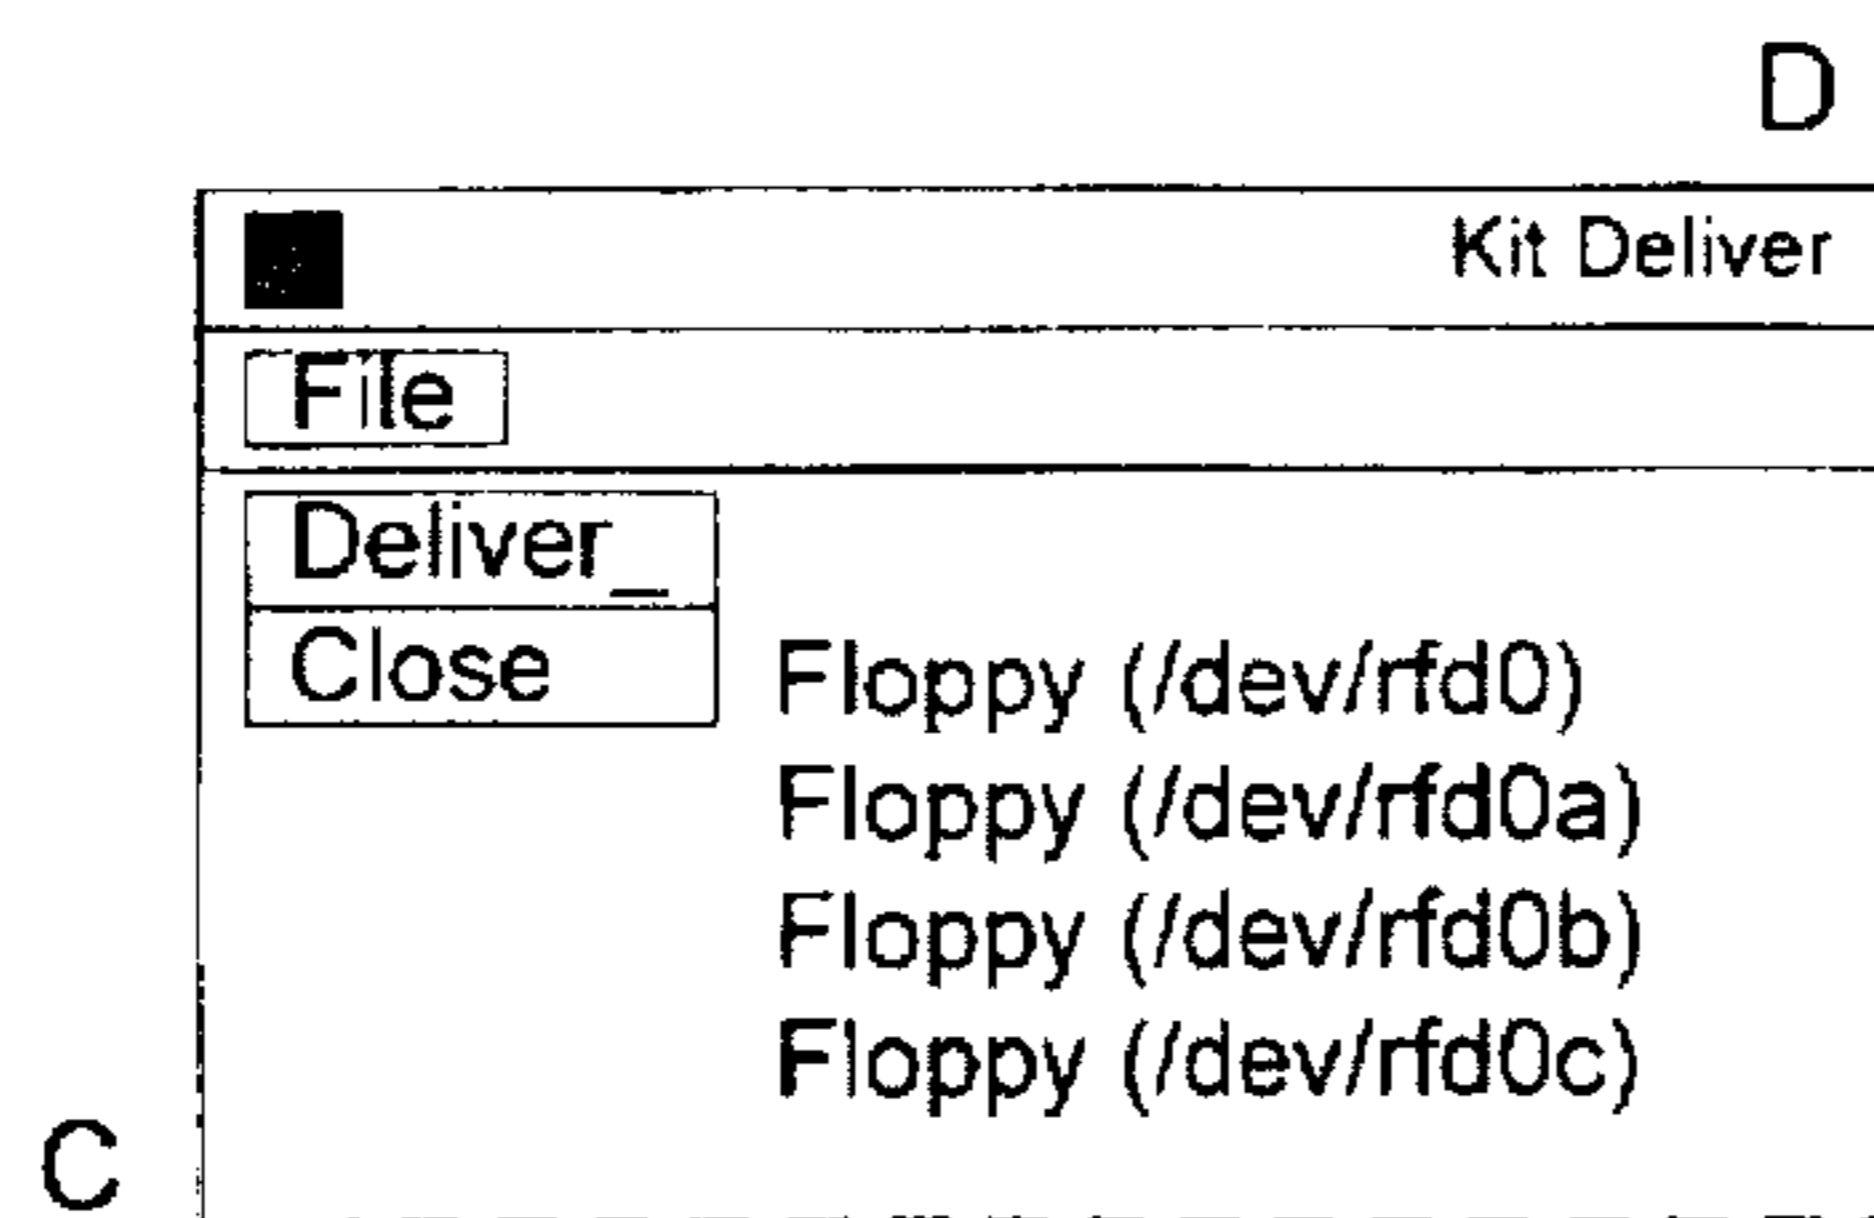 D
Kit Deliver
File
Deliver_
Close
Floppy (/dev/rfd0)
Floppy (/dev/rfd0a)
Floppy (/dev/rfd0b)
Floppy (/dev/rfd0c)
C